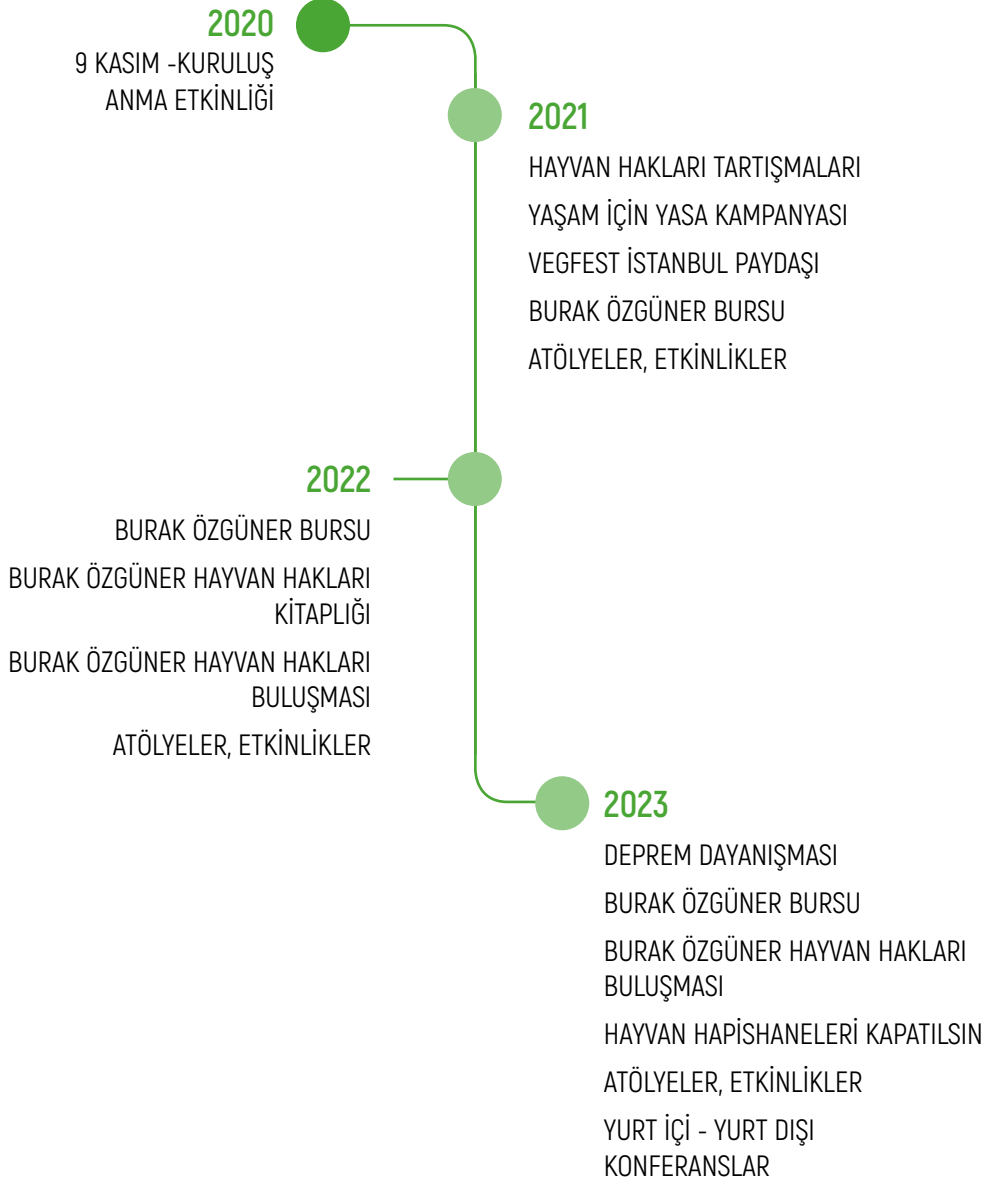 2020
9 KASIM -KURULUŞ
ANMA ETKİNLİĞİ
2021
HAYVAN HAKLARI TARTIŞMALARI
YAŞAM İÇİN YASA KAMPANYASI
VEGFEST İSTANBUL PAYDAŞI
BURAK ÖZGÜNER BURSU
ATÖLYELER, ETKİNLİKLER
2022
BURAK ÖZGÜNER BURSU
BURAK ÖZGÜNER HAYVAN HAKLARI
KİTAPLIĞI
BURAK ÖZGÜNER HAYVAN HAKLARI
BULUŞMASI
ATÖLYELER, ETKİNLİKLER
2023
DEPREM DAYANIŞMASI
BURAK ÖZGÜNER BURSU
BURAK ÖZGÜNER HAYVAN HAKLARI
BULUŞMASI
HAYVAN HAPİSHANELERİ KAPATILSIN
ATÖLYELER, ETKİNLİKLER
YURT İÇİ - YURT DIŞI
KONFERANSLAR